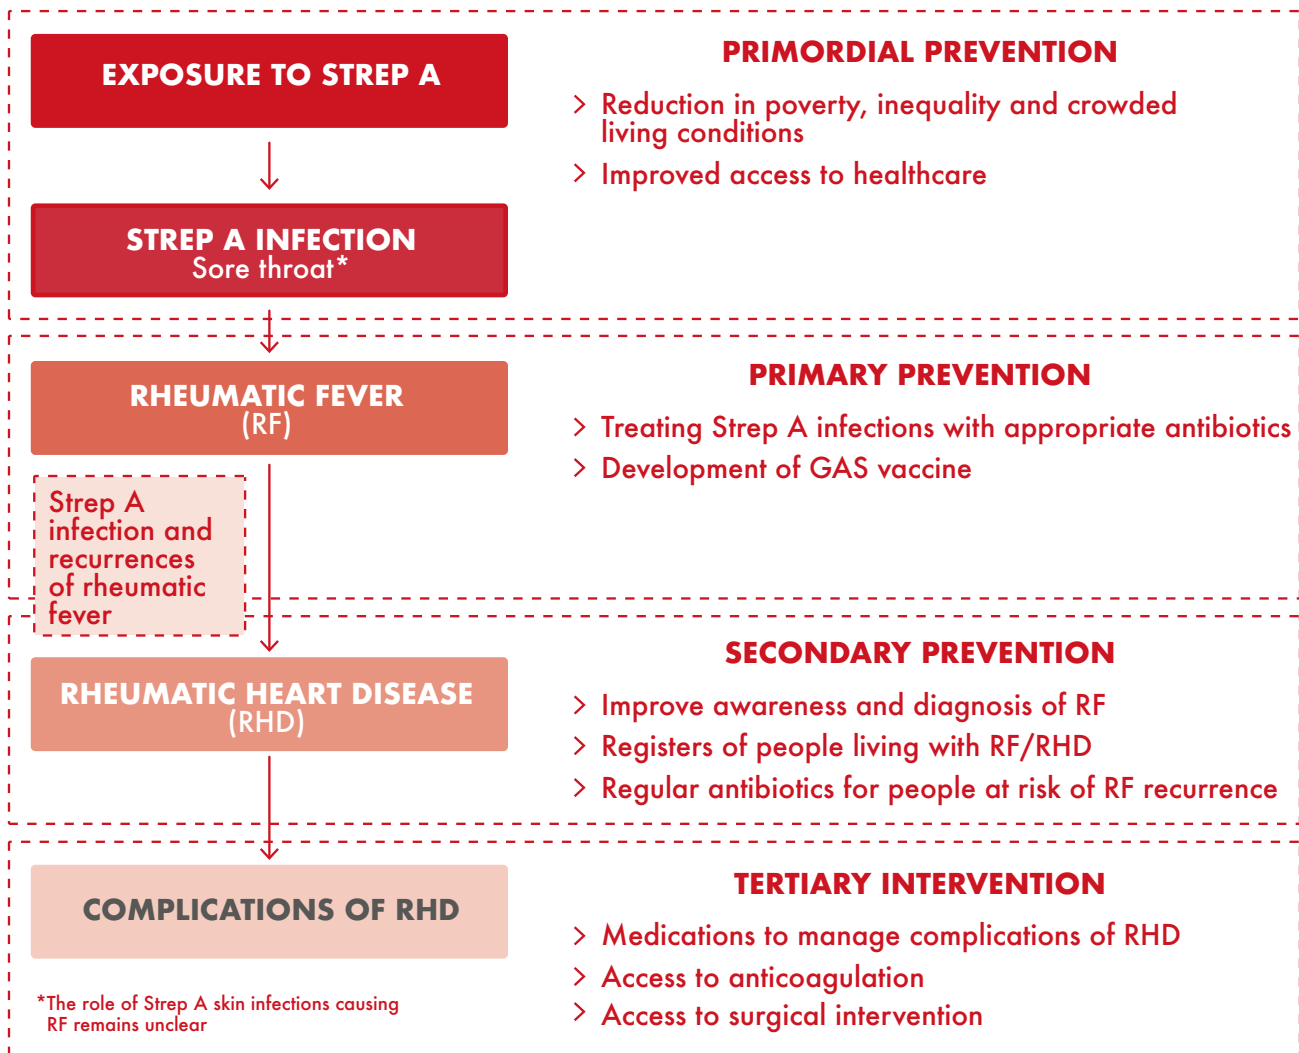 EXPOSURE TO STREP A
PRIMORDIAL PREVENTION
> Reduction in poverty, inequality and crowded
living conditions
> Improved access to healthcare
STREP A INFECTION
Sore throat*
RHEUMATIC FEVER
(RF)
PRIMARY PREVENTION
> Treating Strep A infections with appropriate antibiotics
> Development of GAS vaccine
Strep A
infection and
recurrences
of rheumatic
fever
RHEUMATIC HEART DISEASE
(RHD)
SECONDARY PREVENTION
> Improve awareness and diagnosis of RF
> Registers of people living with RF/RHD
> Regular antibiotics for people at risk of RF recurrence
COMPLICATIONS OF RHD
TERTIARY INTERVENTION
> Medications to manage complications of RHD
> Access to anticoagulation
> Access to surgical intervention
*The role of Strep A skin infections causing
RF remains unclear